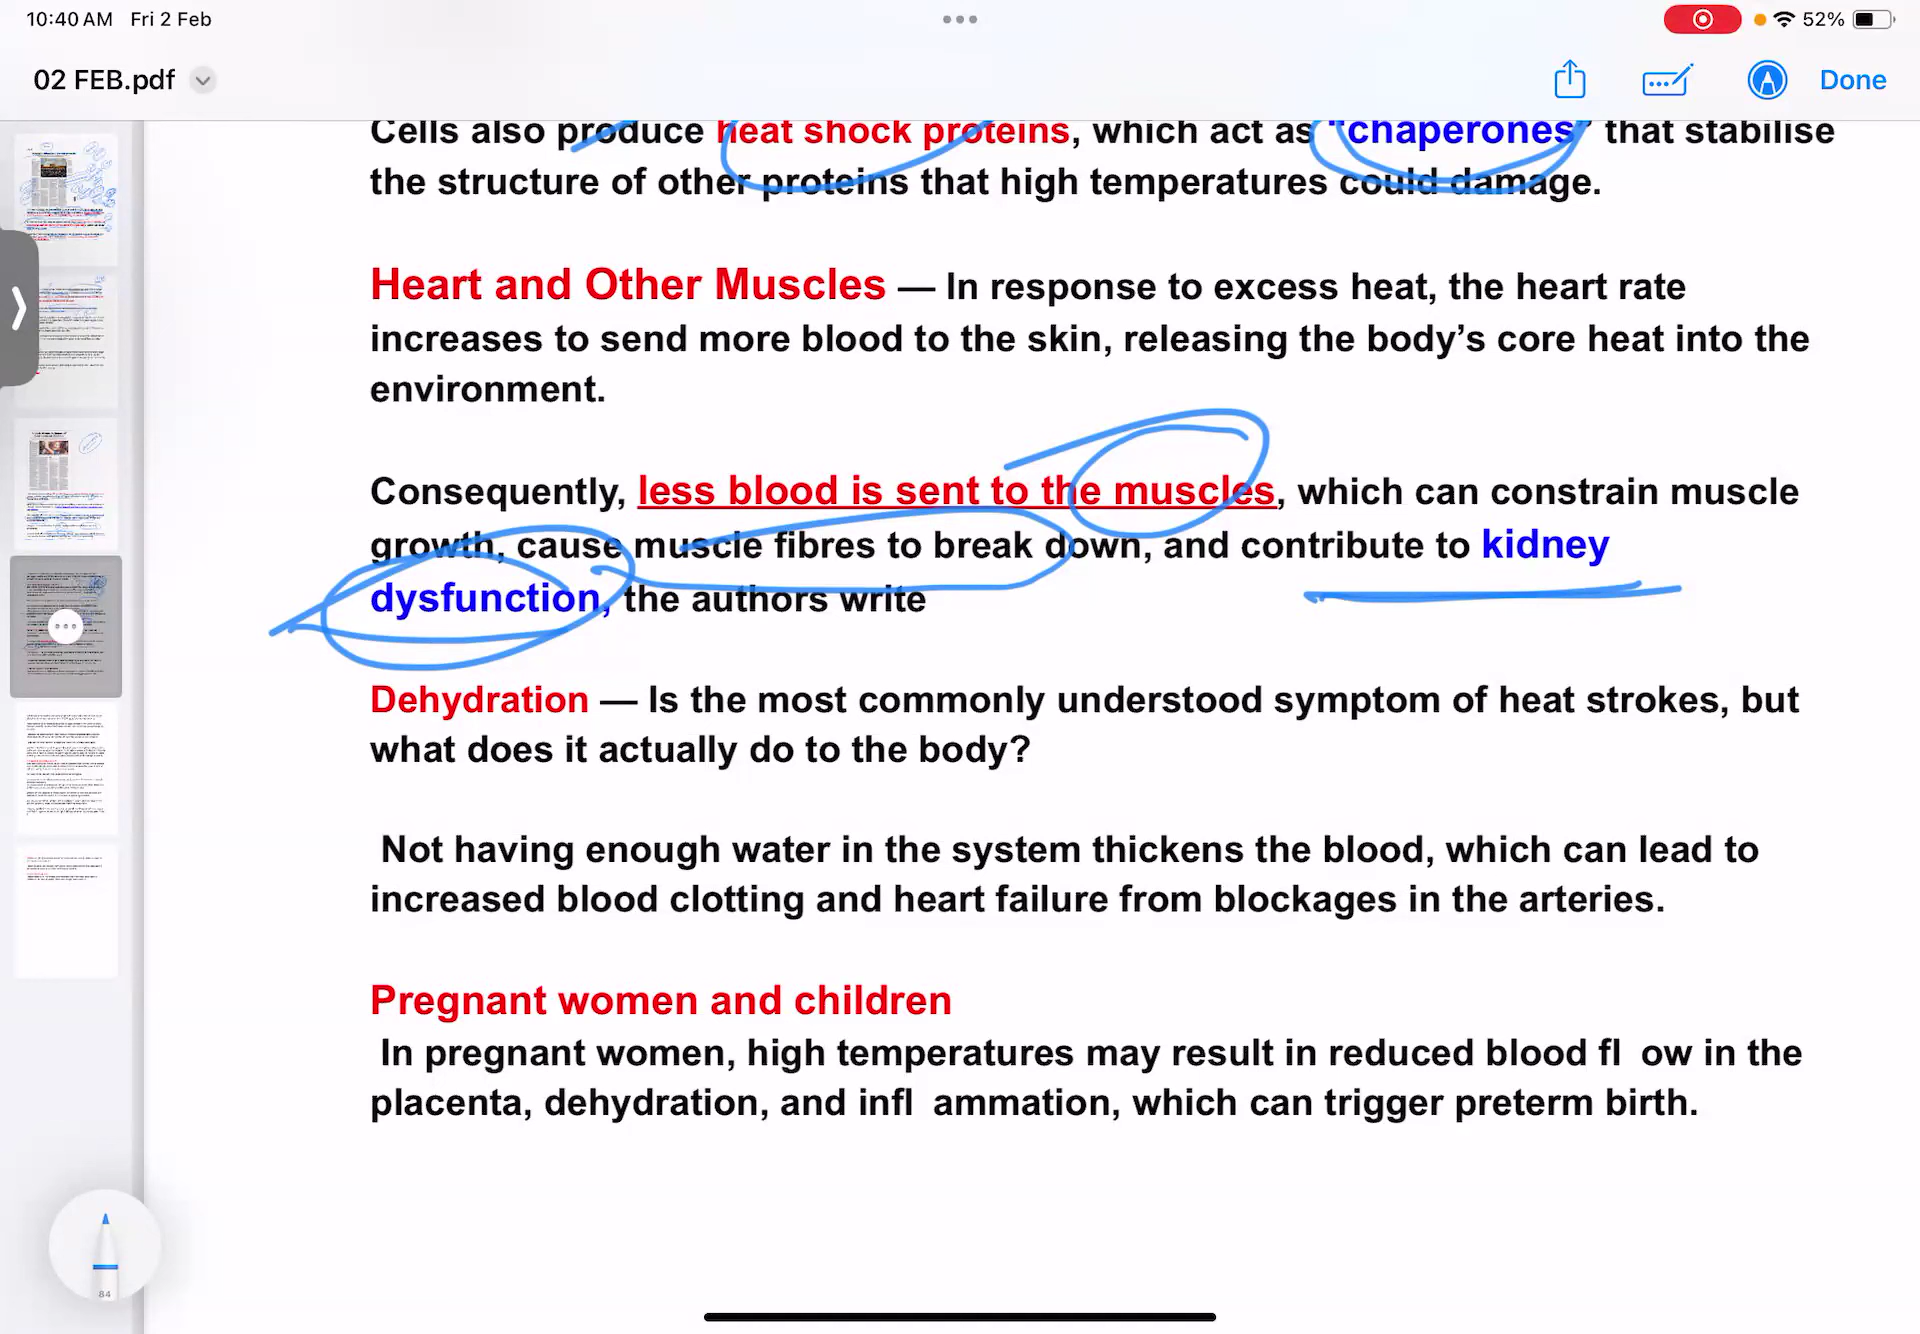 10:40 AM Fri 2 Feb
52%
02 FEB.pdf
Done
Cells also produce heat shock proteins, which act as "chaperones" that stabilise
the structure of other proteins that high temperatures could damage.
Heart and Other Muscles — In response to excess heat, the heart rate
increases to send more blood to the skin, releasing the body's core heat into the
environment.
Consequently, less blood is sent to the muscles, which can constrain muscle
growth, cause muscle fibres to break down, and contribute to kidney
dysfunction, the authors write
Dehydration — Is the most commonly understood symptom of heat strokes, but
what does it actually do to the body?
Not having enough water in the system thickens the blood, which can lead to
increased blood clotting and heart failure from blockages in the arteries.
Pregnant women and children
In pregnant women, high temperatures may result in reduced blood fl ow in the
placenta, dehydration, and infl ammation, which can trigger preterm birth.
84